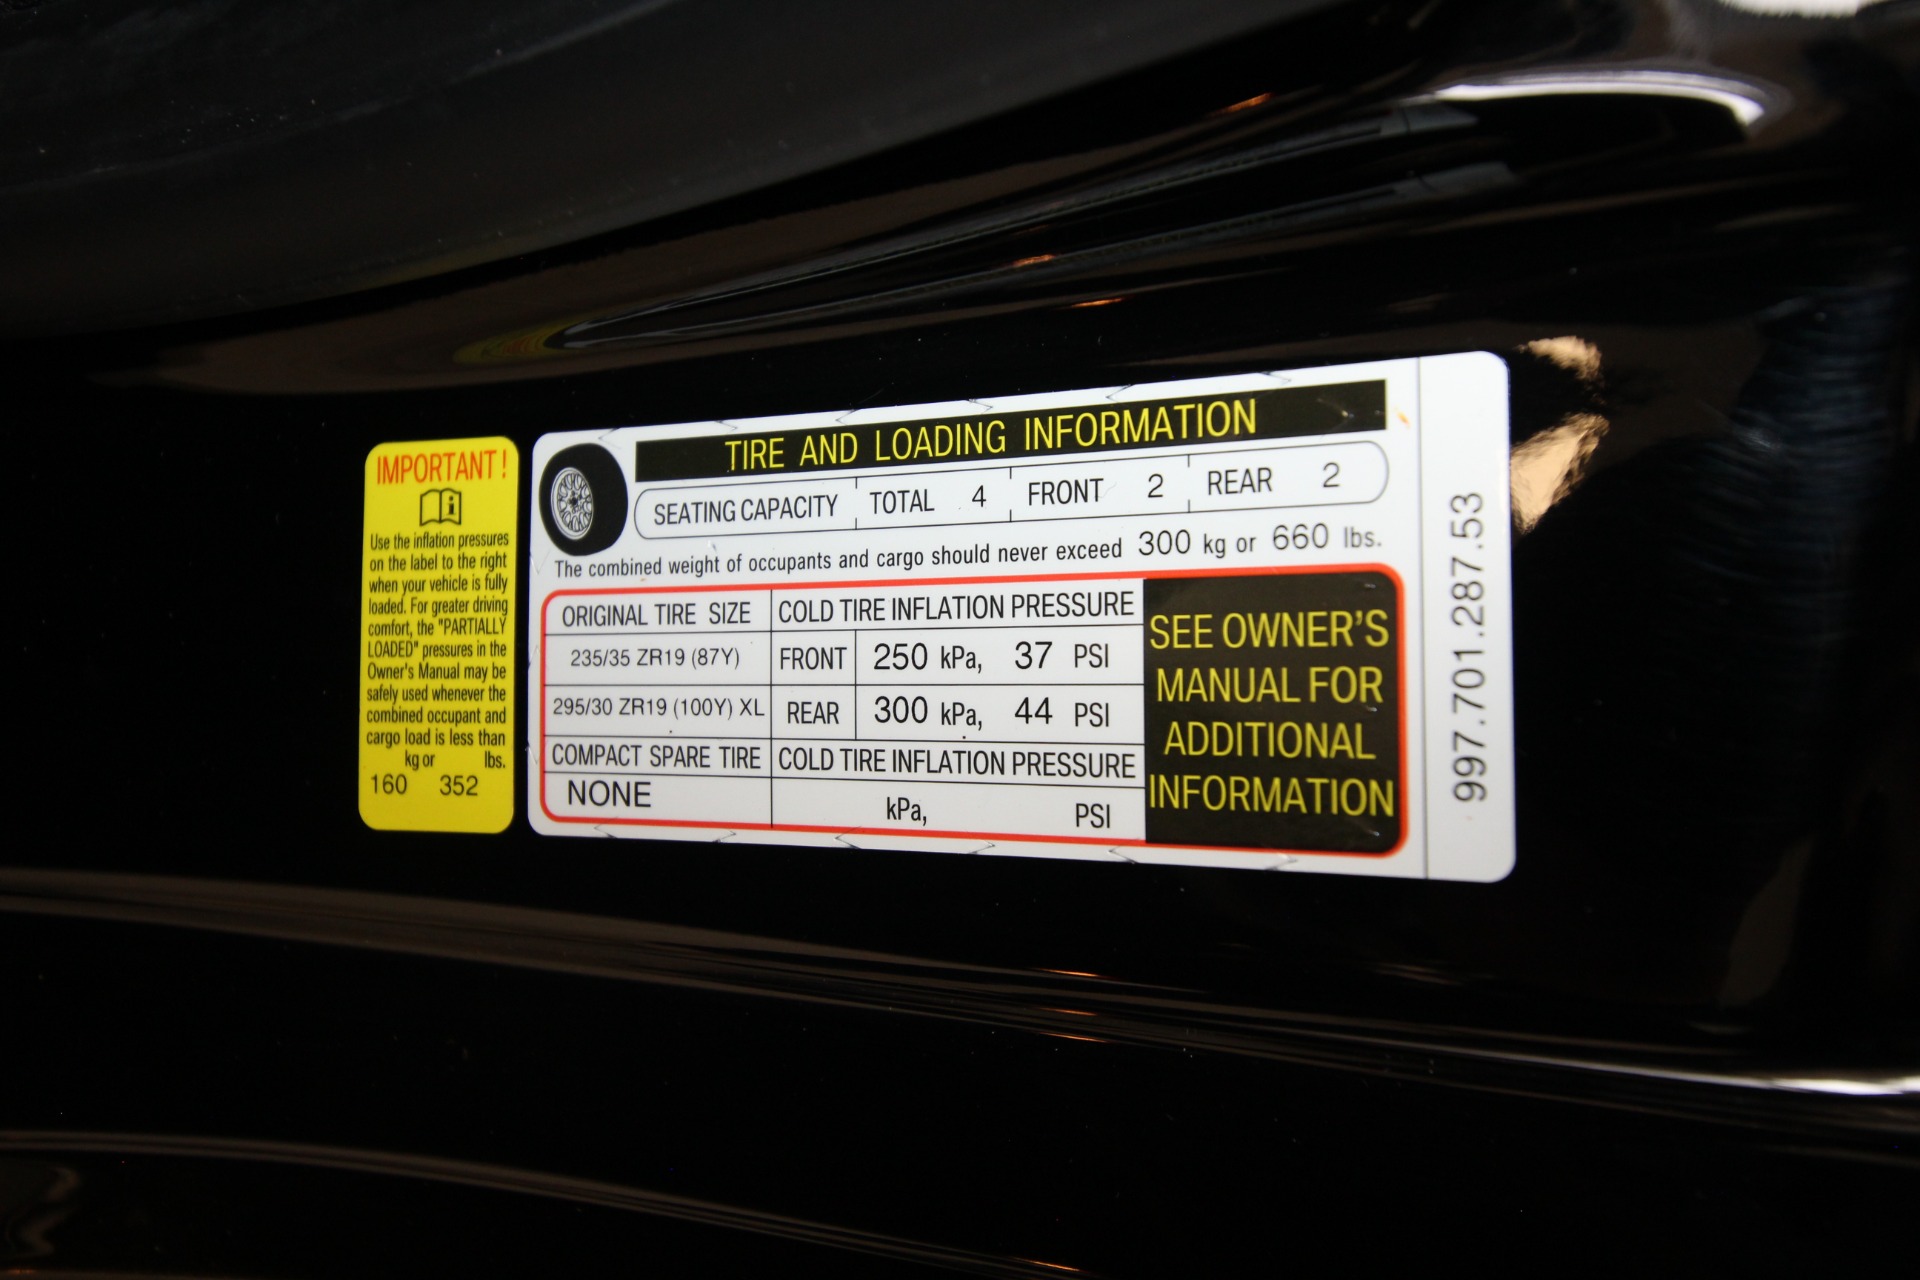 IMPORTANT !
Use the inflation pressures
on the label to the right
when your vehicle is fully
loaded. For greater driving
comfort, the "PARTIALLY
LOADED" pressures in the
Owner's Manual may be
safely used whenever the
combined occupant and
cargo load is less than
kg or lbs.
160 352
TIRE AND LOADING INFORMATION
SEATING CAPACITY TOTAL 4 FRONT 2 REAR 2
The combined weight of occupants and cargo should never exceed 300 kg or 660 lbs.
ORIGINAL TIRE SIZE COLD TIRE INFLATION PRESSURE
235/35 ZR19 (87Y) FRONT 250 kPa, 37 PSI
295/30 ZR19 (100Y) XL REAR 300 kPa, 44 PSI
COMPACT SPARE TIRE COLD TIRE INFLATION PRESSURE
NONE kPa, PSI
SEE OWNER'S
MANUAL FOR
ADDITIONAL
INFORMATION
997.701.287.53